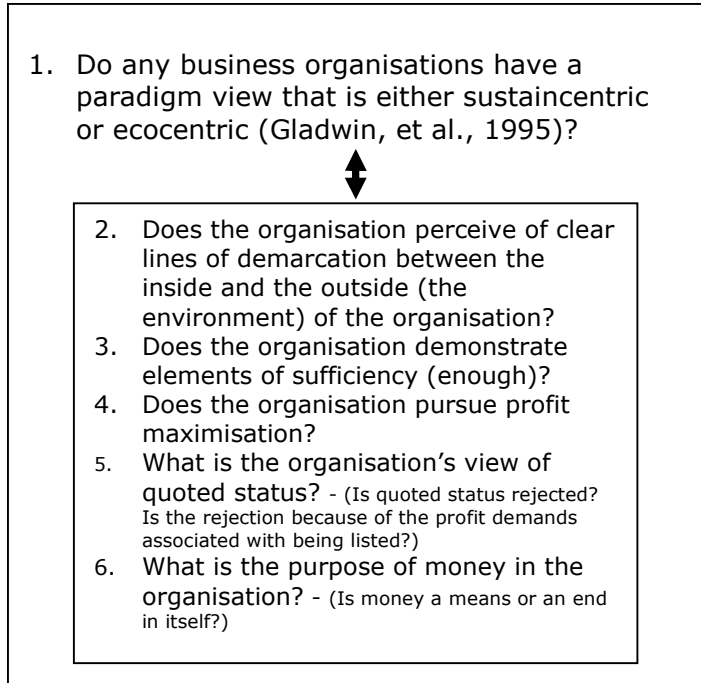 1. Do any business organisations have a
paradigm view that is either sustaincentric
or ecocentric (Gladwin, et al., 1995)?
2. Does the organisation perceive of clear
lines of demarcation between the
inside and the outside (the
environment) of the organisation?
3. Does the organisation demonstrate
elements of sufficiency (enough)?
4. Does the organisation pursue profit
maximisation?
5. What is the organisation’s view of
quoted status? - (Is quoted status rejected?
Is the rejection because of the profit demands
associated with being listed?)
6. What is the purpose of money in the
organisation? - (Is money a means or an end
in itself?)